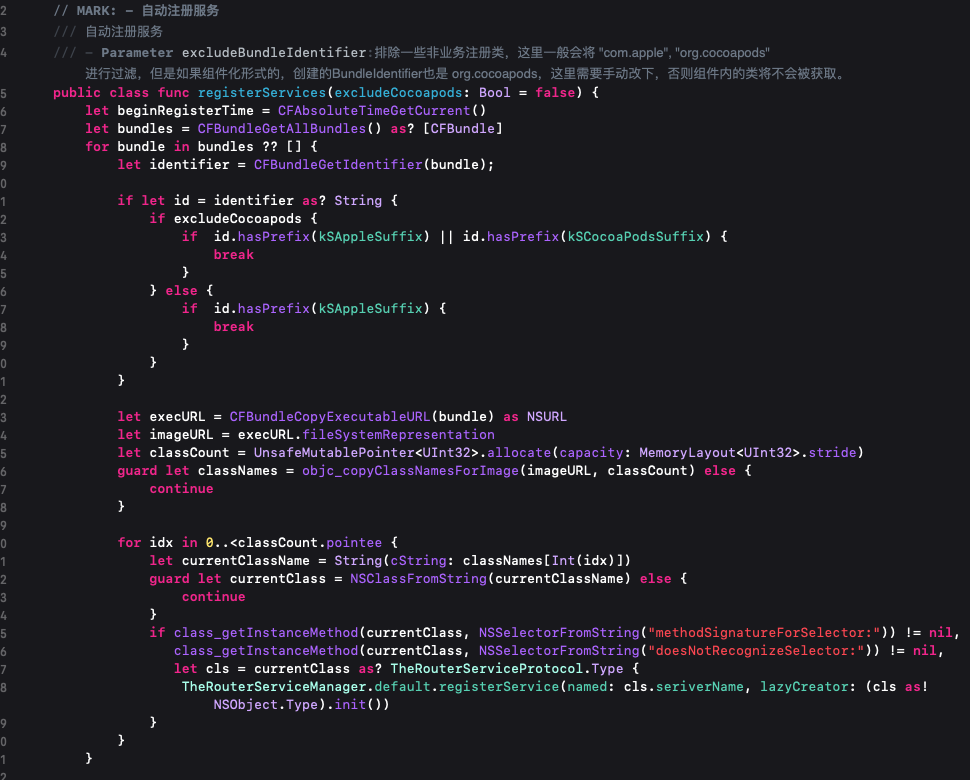 2 // MARK: - 自动注册服务
3 /// 自动注册服务
4 /// - Parameter excludeBundleIdentifier:排除一些非业务注册类，这里一般会将 "com.apple", "org.cocoapods"
进行过滤，但是如果组件化形式的，创建的BundleIdentifier也是 org.cocoapods，这里需要手动改下，否则组件内的类将不会被获取。
5 public class func registerServices(excludeCocoapods: Bool = false) {
6 let beginRegisterTime = CFAbsoluteTimeGetCurrent()
7 let bundles = CFBundleGetAllBundles() as? [CFBundle]
8 for bundle in bundles ?? [] {
9 let identifier = CFBundleGetIdentifier(bundle);
0
1 if let id = identifier as? String {
2 if excludeCocoapods {
3 if  id.hasPrefix(kSAppleSuffix) || id.hasPrefix(kSCocoaPodsSuffix) {
4 break
5 }
6 } else {
7 if  id.hasPrefix(kSAppleSuffix) {
8 break
9 }
0 }
1 }
2
3 let execURL = CFBundleCopyExecutableURL(bundle) as NSURL
4 let imageURL = execURL.fileSystemRepresentation
5 let classCount = UnsafeMutablePointer<UInt32>.allocate(capacity: MemoryLayout<UInt32>.stride)
6 guard let classNames = objc_copyClassNamesForImage(imageURL, classCount) else {
7 continue
8 }
9
0 for idx in 0..<classCount.pointee {
1 let currentClassName = String(cString: classNames[Int(idx)])
2 guard let currentClass = NSClassFromString(currentClassName) else {
3 continue
4 }
5 if class_getInstanceMethod(currentClass, NSSelectorFromString("methodSignatureForSelector:")) != nil,
6 class_getInstanceMethod(currentClass, NSSelectorFromString("doesNotRecognizeSelector:")) != nil,
7 let cls = currentClass as? TheRouterServiceProtocol.Type {
8 TheRouterServiceManager.default.registerService(named: cls.seriverName, lazyCreator: (cls as!
NSObject.Type).init())
9 }
0 }
1 }
2